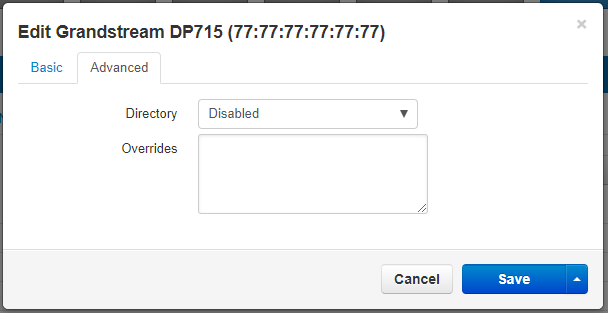 Edit Grandstream DP715 (77:77:77:77:77:77)
×
Basic
Advanced
Directory
Disabled
Overrides
Cancel
Save